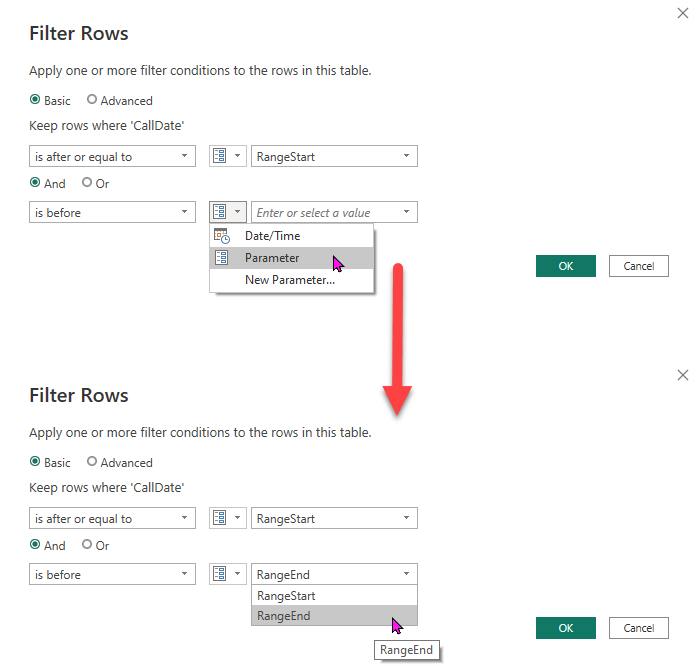 Filter Rows
Apply one or more filter conditions to the rows in this table.
Basic Advanced
Keep rows where 'CallDate'
is after or equal to RangeStart
And Or
is before Enter or select a value
Date/Time
Parameter
New Parameter...
OK Cancel
Filter Rows
Apply one or more filter conditions to the rows in this table.
Basic Advanced
Keep rows where 'CallDate'
is after or equal to RangeStart
And Or
is before RangeEnd
RangeStart
RangeEnd
OK Cancel
RangeEnd